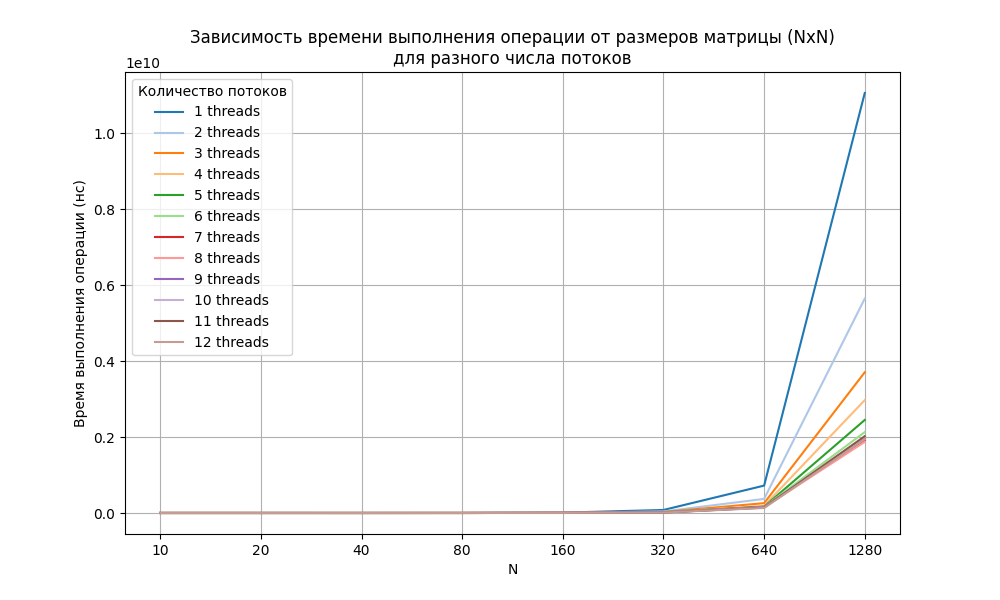 Зависимость времени выполнения операции от размеров матрицы (NxN)
для разного числа потоков
1e10
Количество потоков
1 threads
2 threads
3 threads
4 threads
5 threads
6 threads
7 threads
8 threads
9 threads
10 threads
11 threads
12 threads
Время выполнения операции (нс)
1.0
0.8
0.6
0.4
0.2
0.0
10 20 40 80 160 320 640 1280
N